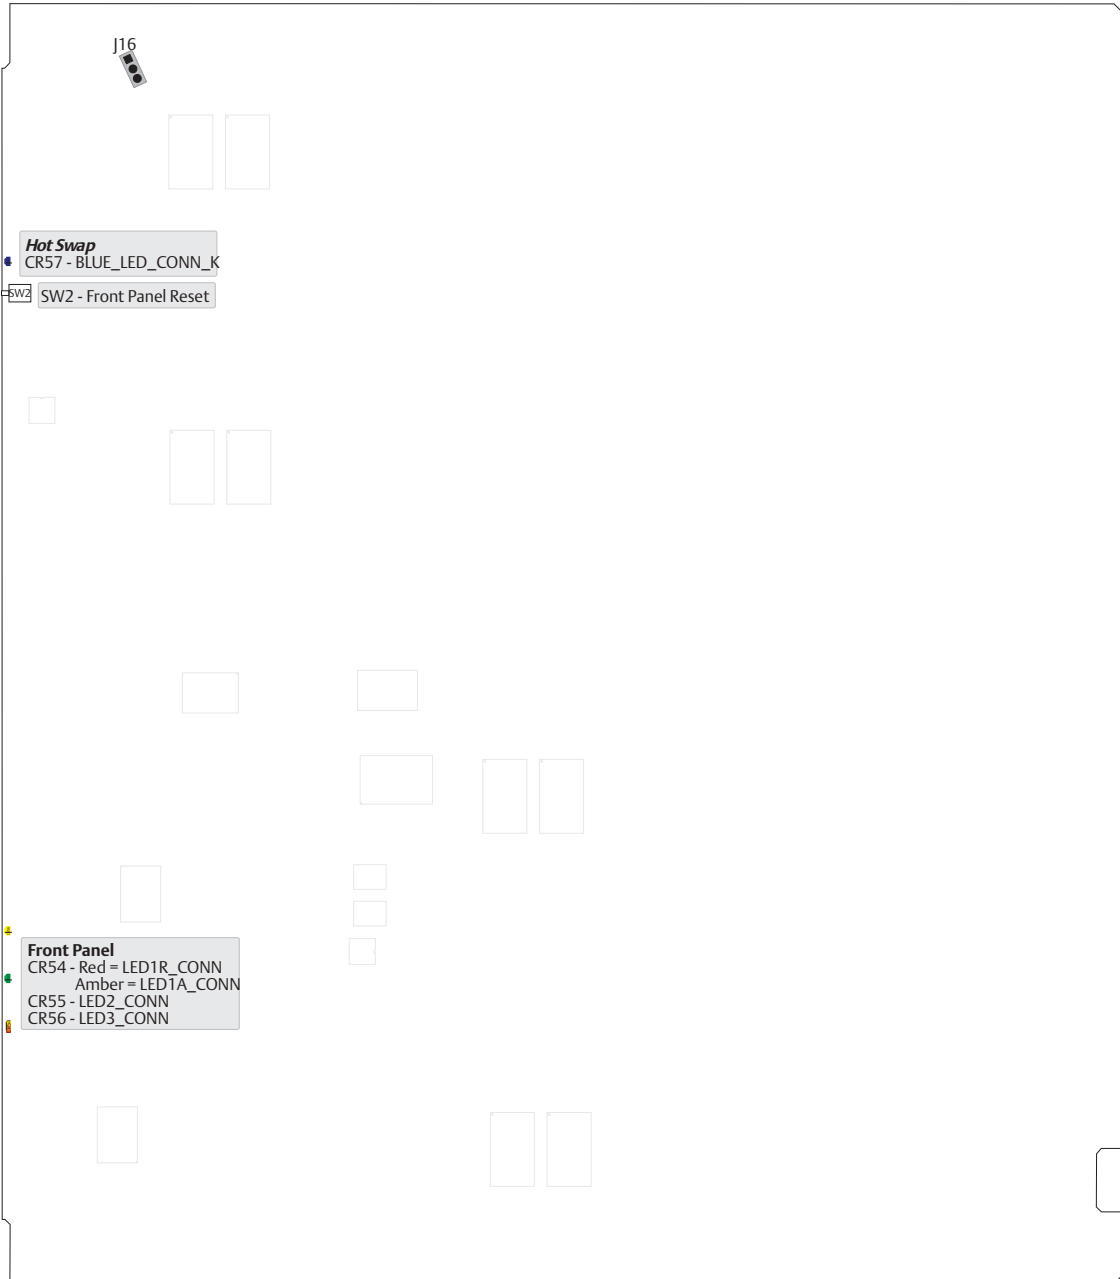 J16
Hot Swap
CR57 - BLUE_LED_CONN_K
SW2
SW2 - Front Panel Reset
Front Panel
CR54 - Red = LED1R_CONN
Amber = LED1A_CONN
CR55 - LED2_CONN
CR56 - LED3_CONN